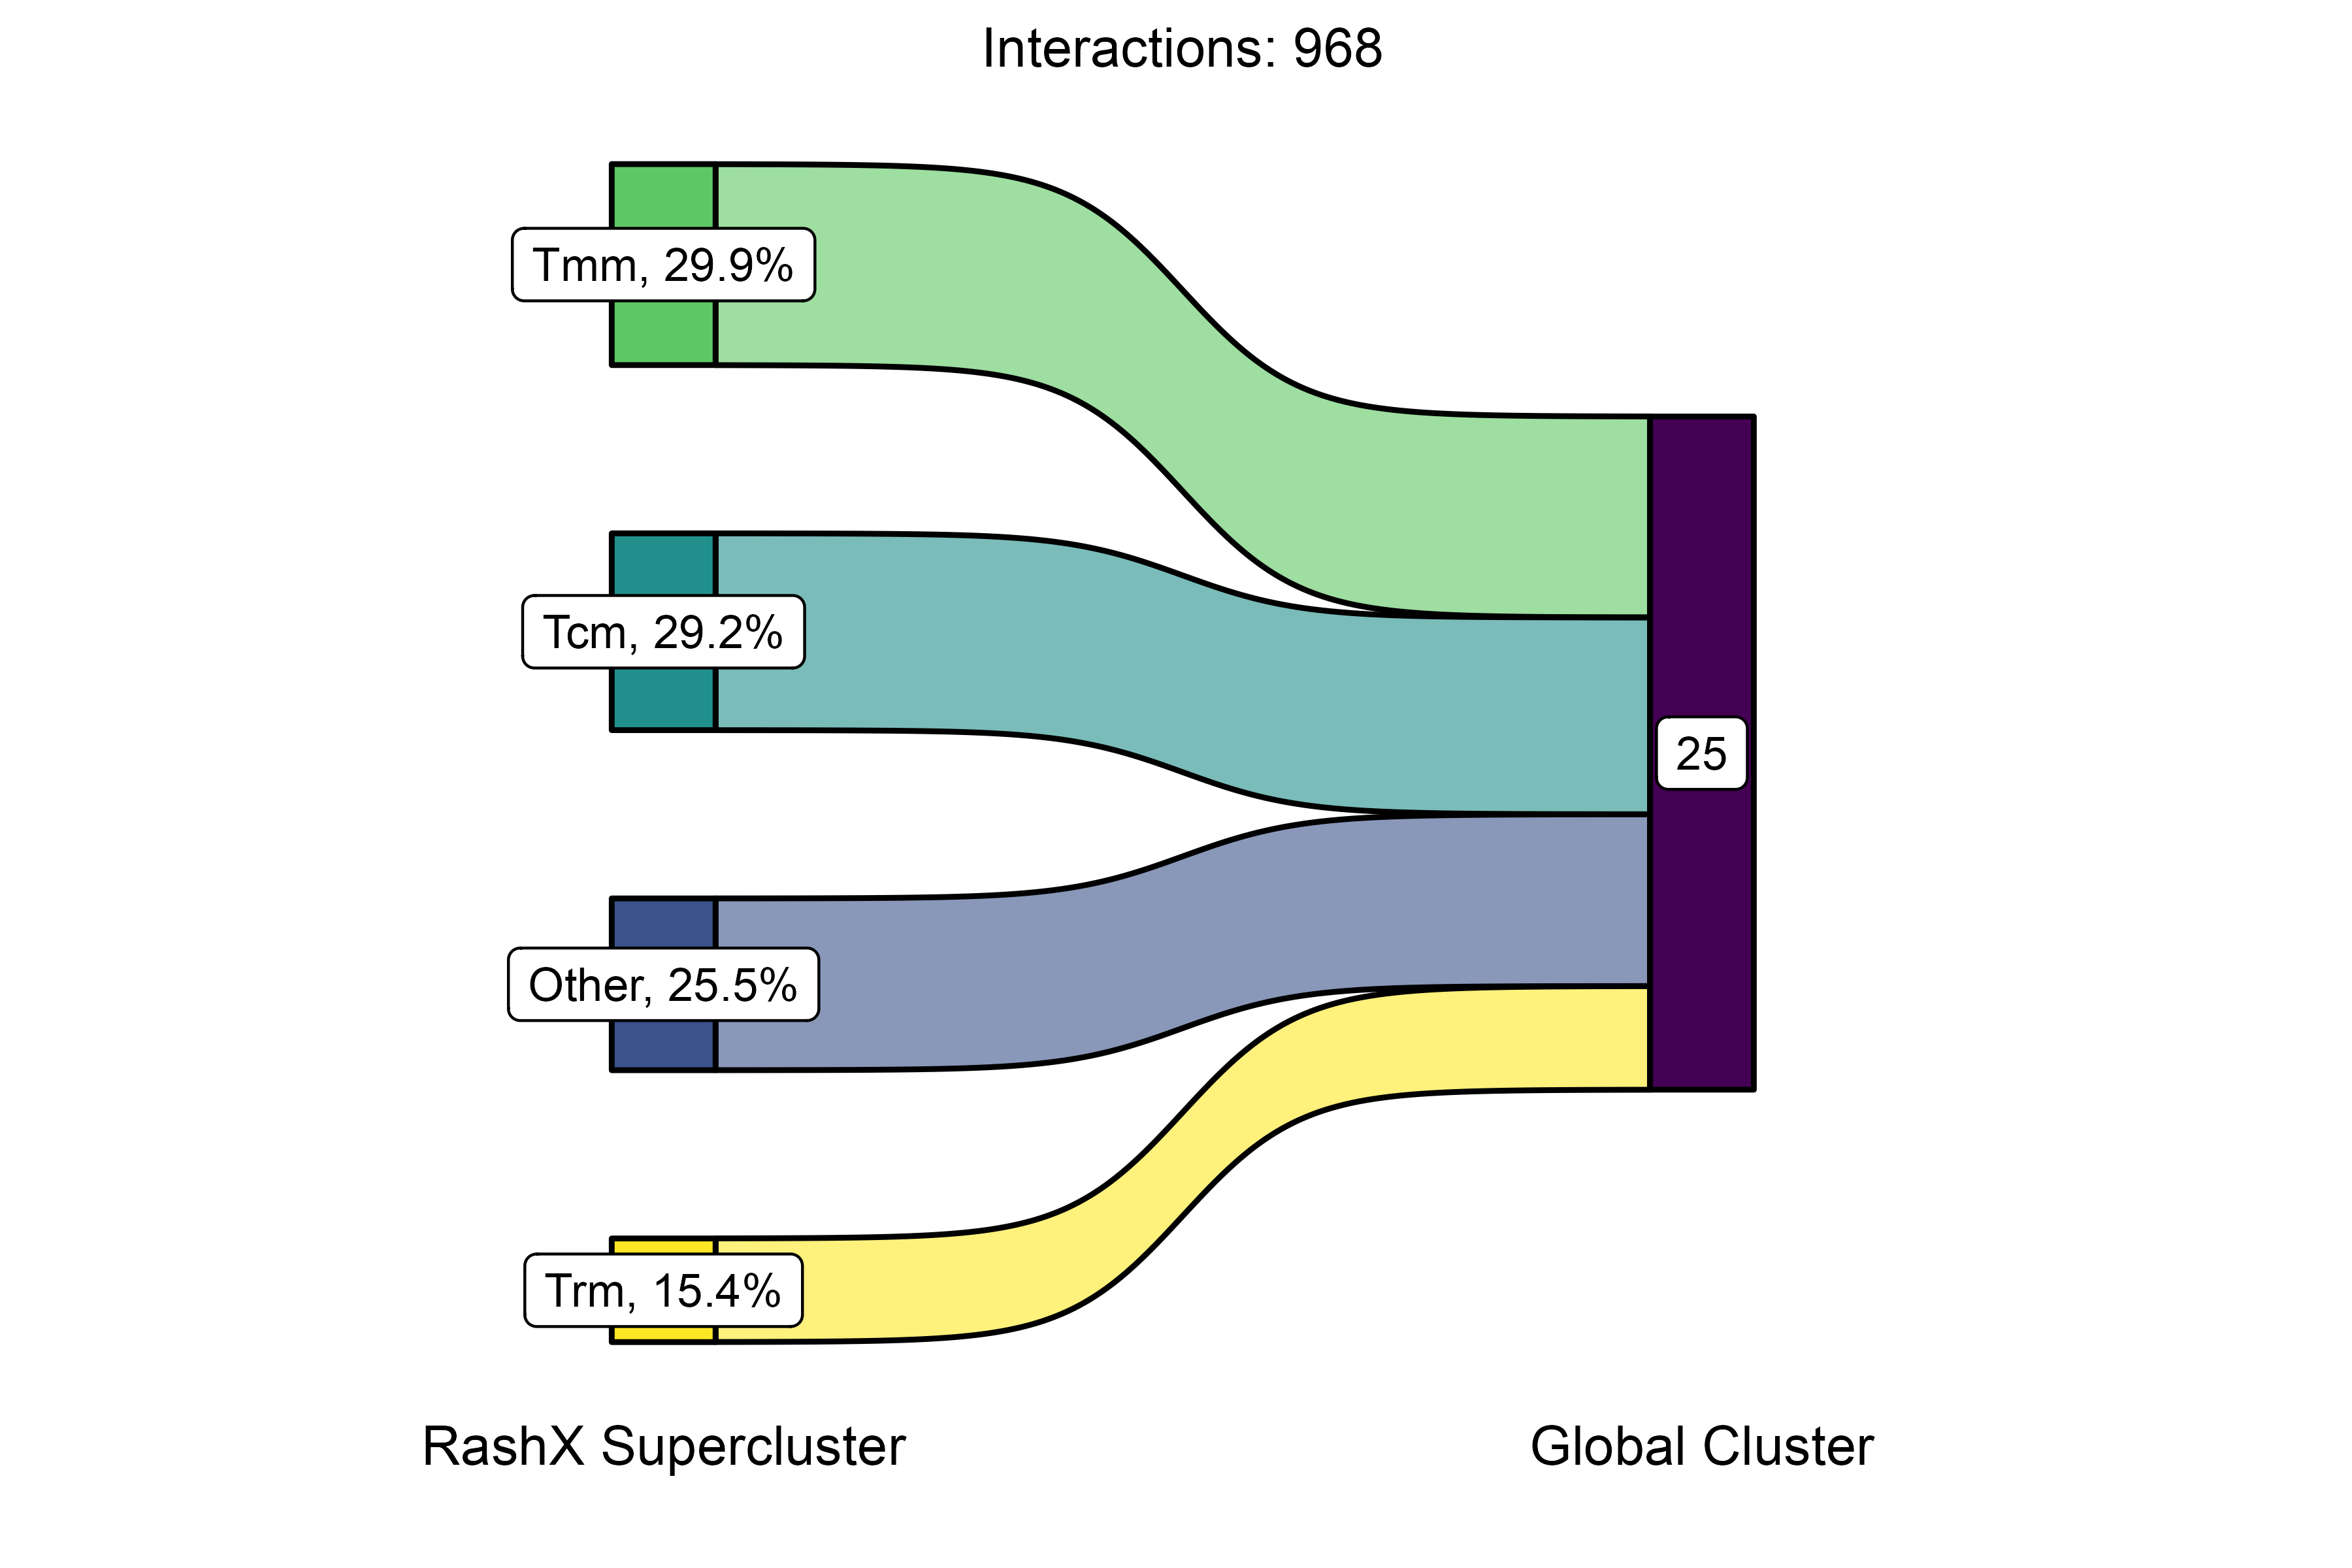 Interactions: 968
Tmm, 29.9%
Tcm, 29.2%
25
Other, 25.5%
Trm, 15.4%
RashX Supercluster
Global Cluster